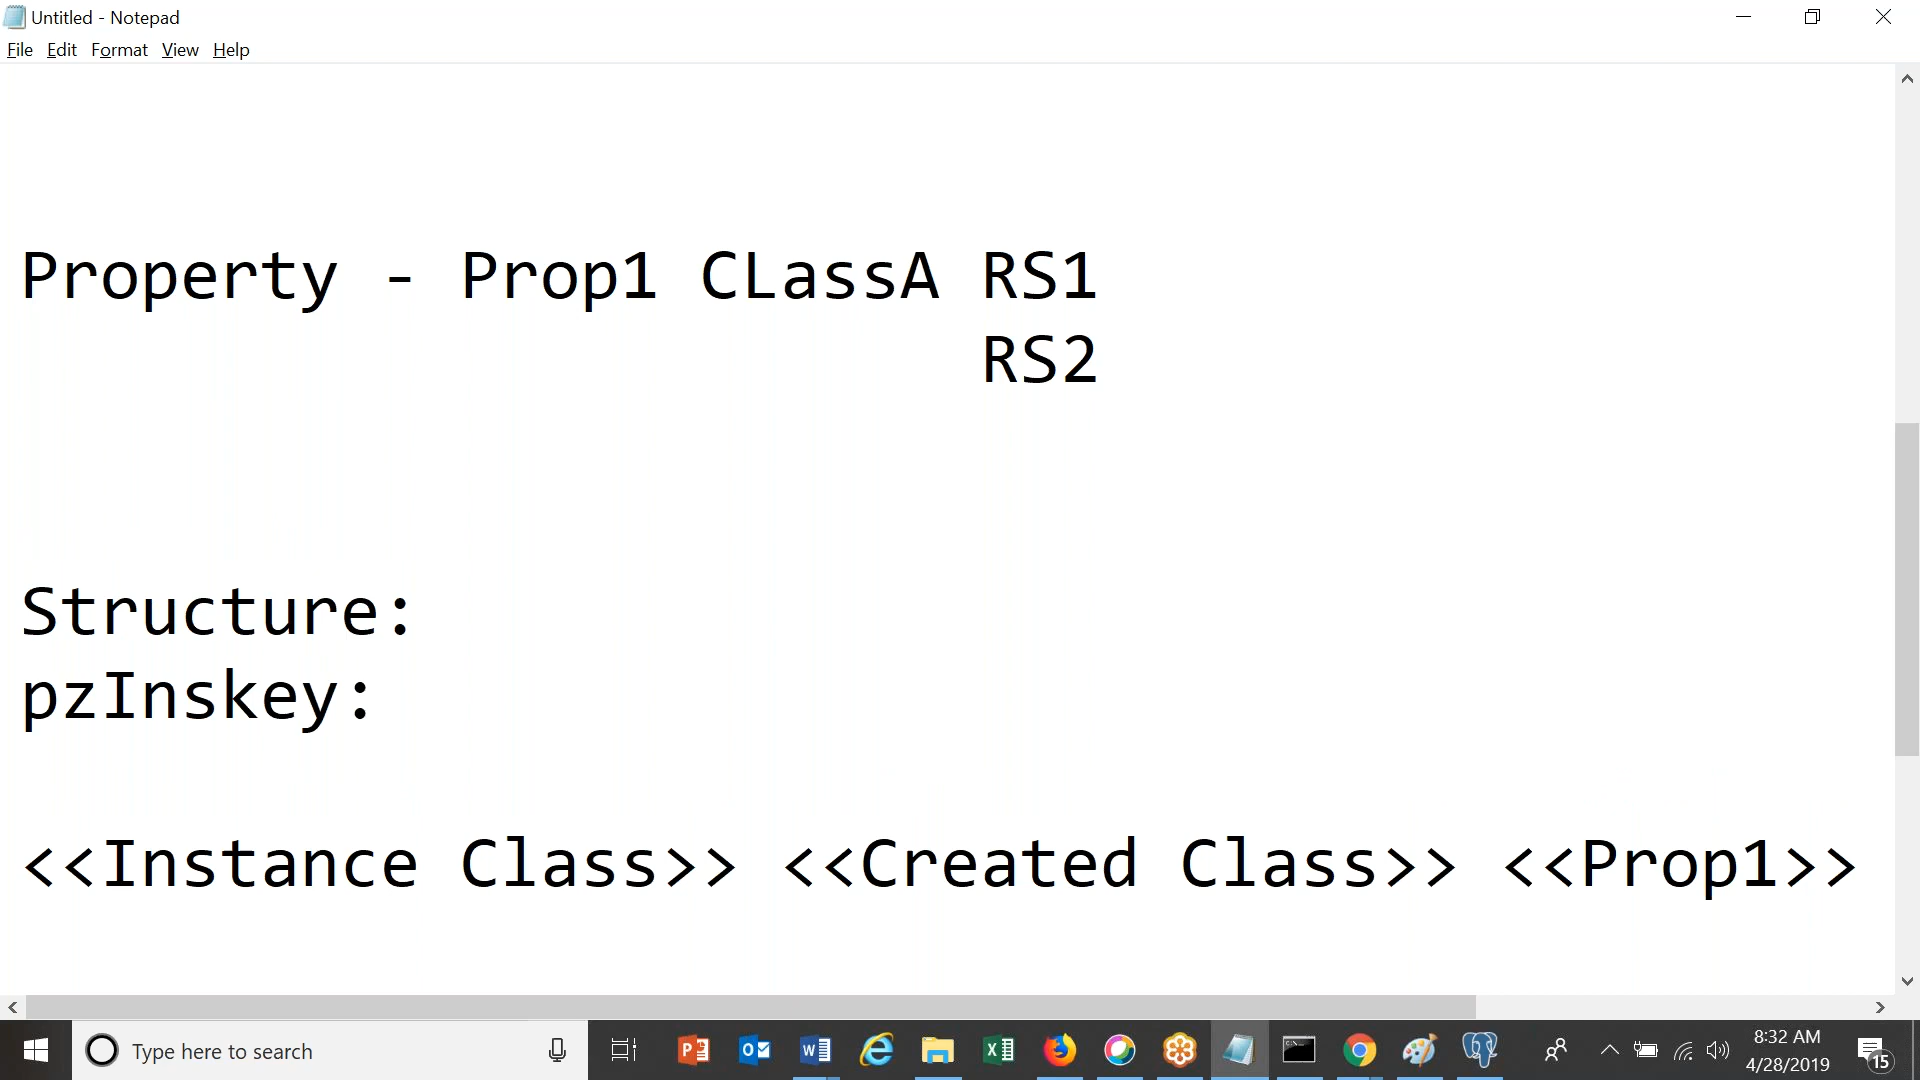 Untitled - Notepad
File Edit Format View Help
Property - Prop1 CLassA RS1
RS2
Structure:
pzInskey:
<<Instance Class>> <<Created Class>> <<Prop1>>
Type here to search
8:32 AM
4/28/2019
15